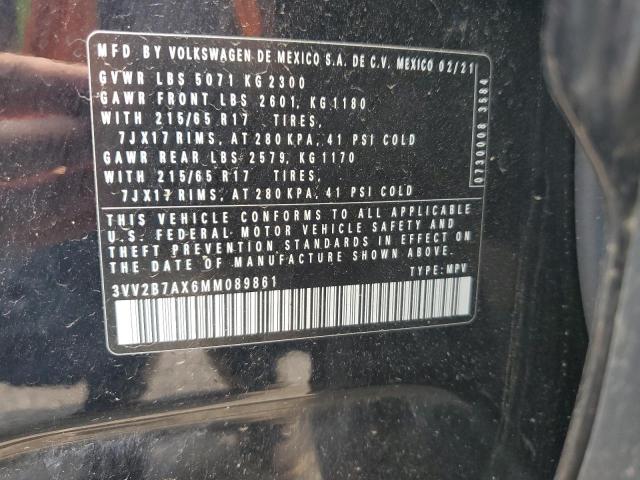 MFD BY VOLKSWAGEN DE MEXICO S.A. DE C.V. MEXICO 02/21
GVWR LBS 5071 KG 2300
GAWR FRONT LBS 2601, KG 1180
WITH 215/65 R17 TIRES,
7JX17 RIMS, AT 280 KPA, 41 PSI COLD
GAWR REAR LBS 2579, KG 1170
WITH 215/65 R17 TIRES,
7JX17 RIMS, AT 280 KPA, 41 PSI COLD
THIS VEHICLE CONFORMS TO ALL APPLICABLE
U.S. FEDERAL MOTOR VEHICLE SAFETY AND
THEFT PREVENTION STANDARDS IN EFFECT ON
THE DATE OF MANUFACTURE SHOWN ABOVE.
3VV2B7AX6MM089861 TYPE: MPV
0730008 3584